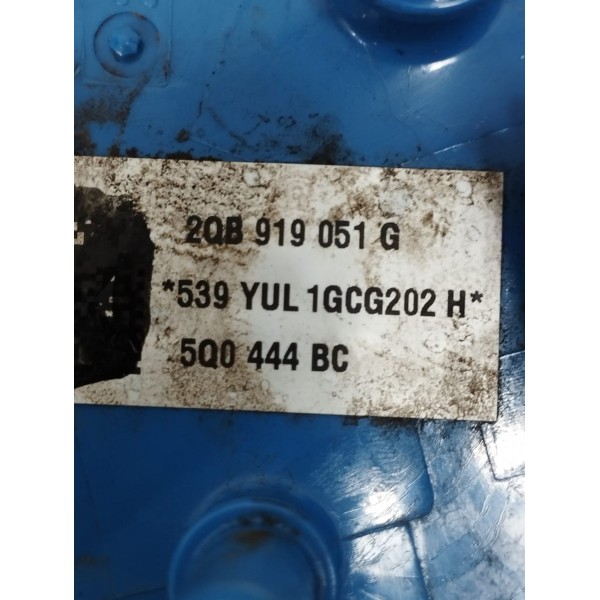 2QB 919 051 G
*539 YUL 1GCG202 H*
5Q0 444 BC